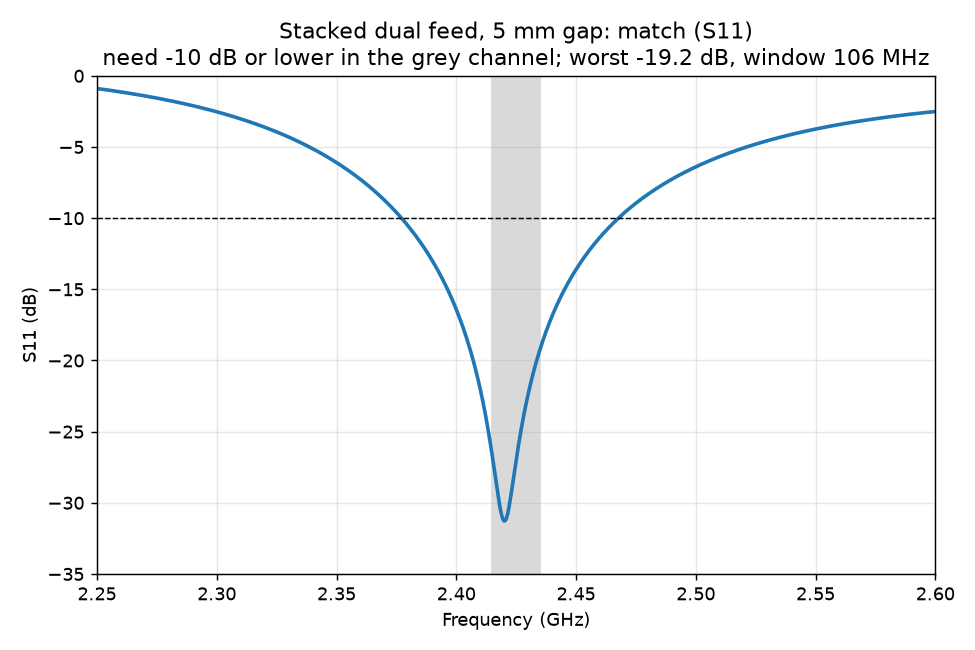 Stacked dual feed, 5 mm gap: match (S11)
need -10 dB or lower in the grey channel; worst -19.2 dB, window 106 MHz
0
−5
−10
−15
−20
−25
−30
−35
S11 (dB)
2.25 2.30 2.35 2.40 2.45 2.50 2.55 2.60
Frequency (GHz)